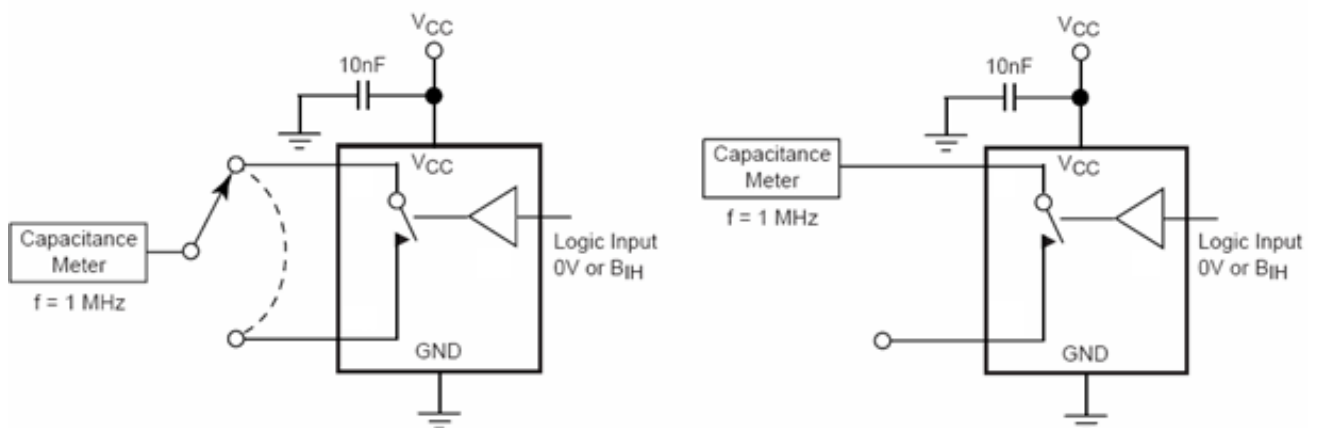 VCC
10nF
VCC
Capacitance
Meter
f = 1 MHz
Logic Input
0V or BIH
GND
VCC
10nF
Capacitance
Meter
f = 1 MHz
VCC
Logic Input
0V or BIH
GND